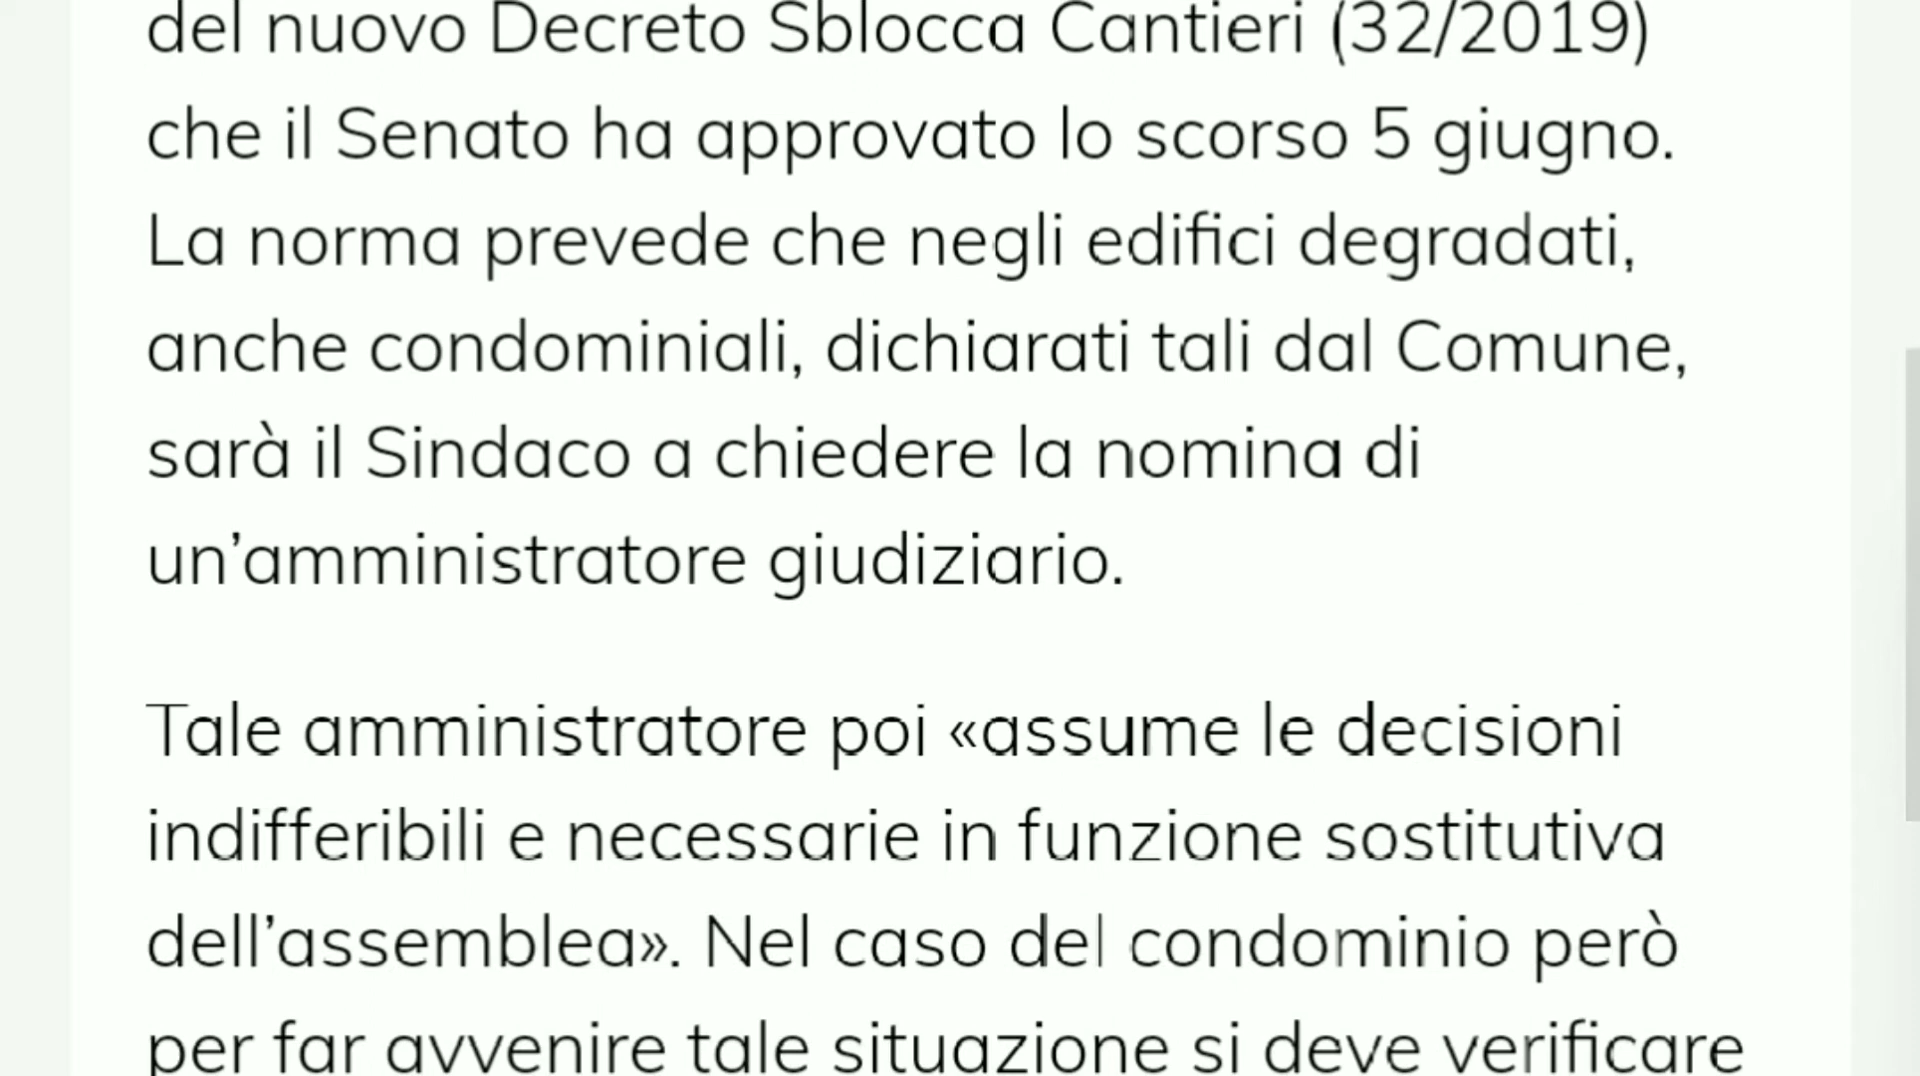 del nuovo Decreto Sblocca Cantieri (32/2019)
che il Senato ha approvato lo scorso 5 giugno.
La norma prevede che negli edifici degradati,
anche condominiali, dichiarati tali dal Comune,
sarà il Sindaco a chiedere la nomina di
un’amministratore giudiziario.
Tale amministratore poi «assume le decisioni
indifferibili e necessarie in funzione sostitutiva
dell’assemblea». Nel caso del condominio però
per far avvenire tale situazione si deve verificare